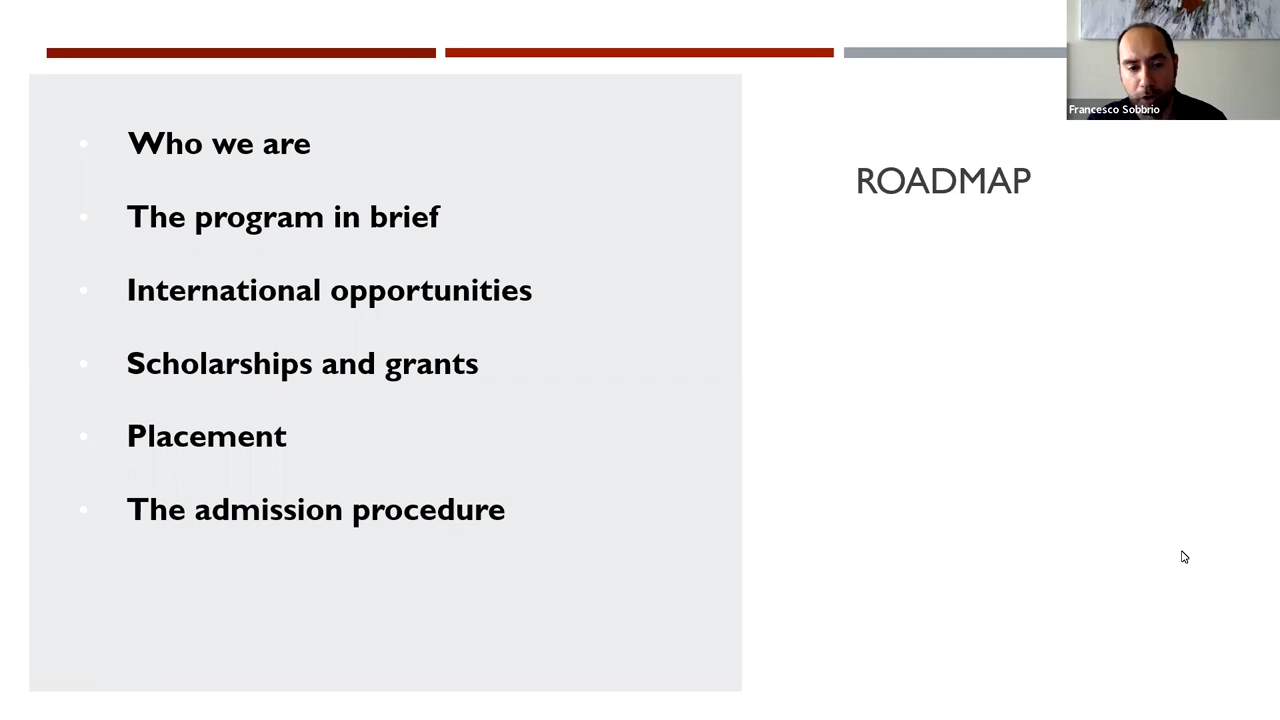 Who we are
The program in brief
International opportunities
Scholarships and grants
Placement
The admission procedure
ROADMAP
Francesco Sobbrio